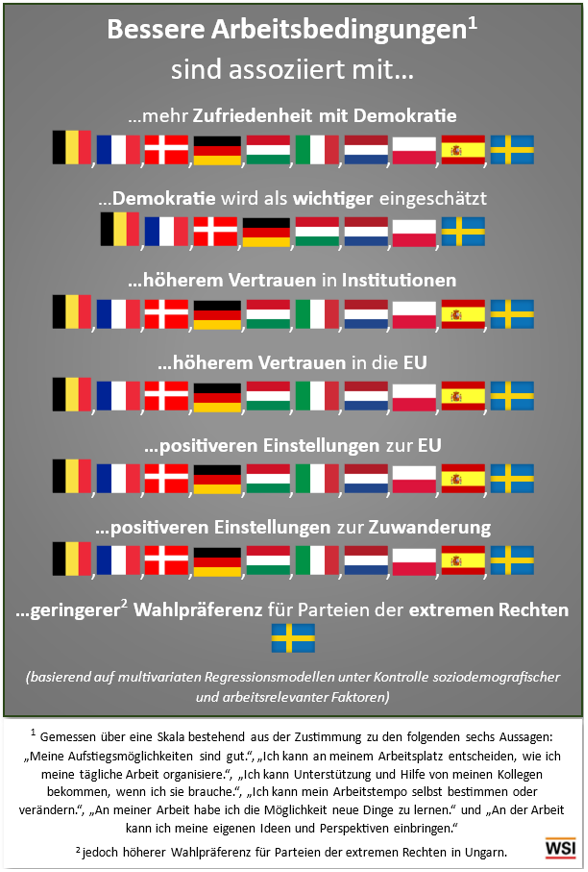 Bessere Arbeitsbedingungen¹
sind assoziiert mit...
...mehr Zufriedenheit mit Demokratie
, , , , , , , , ,
...Demokratie wird als wichtiger eingeschätzt
, , , , , , ,
...höherem Vertrauen in Institutionen
, , , , , , , , ,
...höherem Vertrauen in die EU
, , , , , , , , ,
...positiveren Einstellungen zur EU
, , , , , , , , ,
...positiveren Einstellungen zur Zuwanderung
, , , , , , , , ,
...geringerer² Wahlpräferenz für Parteien der extremen Rechten
(basierend auf multivariaten Regressionsmodellen unter Kontrolle soziodemografischer
und arbeitsrelevanter Faktoren)
¹ Gemessen über eine Skala bestehend aus der Zustimmung zu den folgenden sechs Aussagen:
„Meine Aufstiegsmöglichkeiten sind gut.“, „Ich kann an meinem Arbeitsplatz entscheiden, wie ich
meine tägliche Arbeit organisiere.“, „Ich kann Unterstützung und Hilfe von meinen Kollegen
bekommen, wenn ich sie brauche.“, „Ich kann mein Arbeitstempo selbst bestimmen oder
verändern.“, „An meiner Arbeit habe ich die Möglichkeit neue Dinge zu lernen.“ und „An der Arbeit
kann ich meine eigenen Ideen und Perspektiven einbringen.“
² jedoch höherer Wahlpräferenz für Parteien der extremen Rechten in Ungarn.
WSI